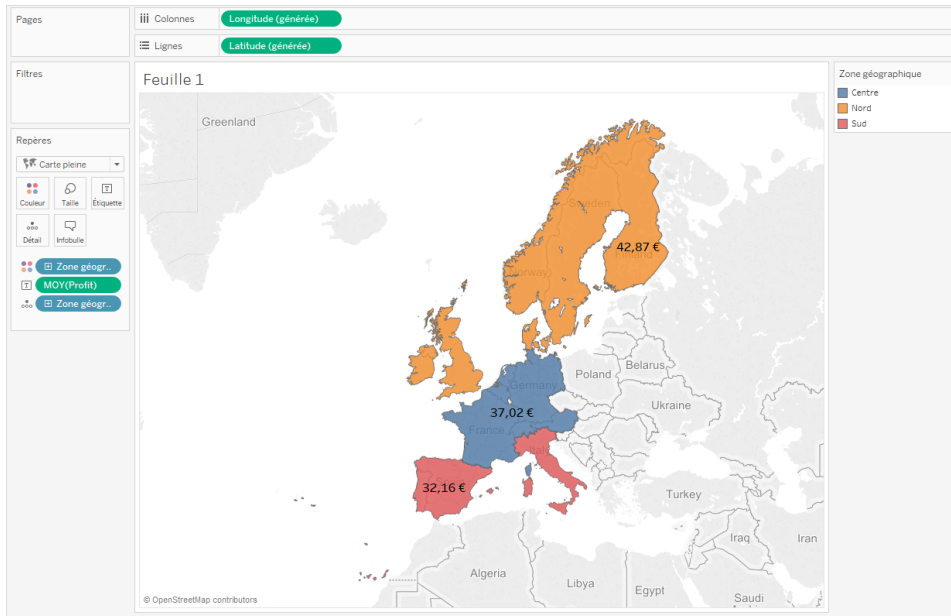 Pages
Colonnes
Longitude (générée)
Lignes
Latitude (générée)
Filtres
Repères
Carte pleine
Couleur
Taille
Étiquette
Détail
Infobulle
Zone géogr..
MOY(Profit)
Zone géogr..
Feuille 1
Greenland
Sweden
42,87 €
Finland
Norway
Belarus
Poland
Germany
Ukraine
37,02 €
France
Italy
32,16 €
Turkey
Iraq
Iran
Algeria
Libya
Egypt
Saudi
© OpenStreetMap contributors
Zone géographique
Centre
Nord
Sud